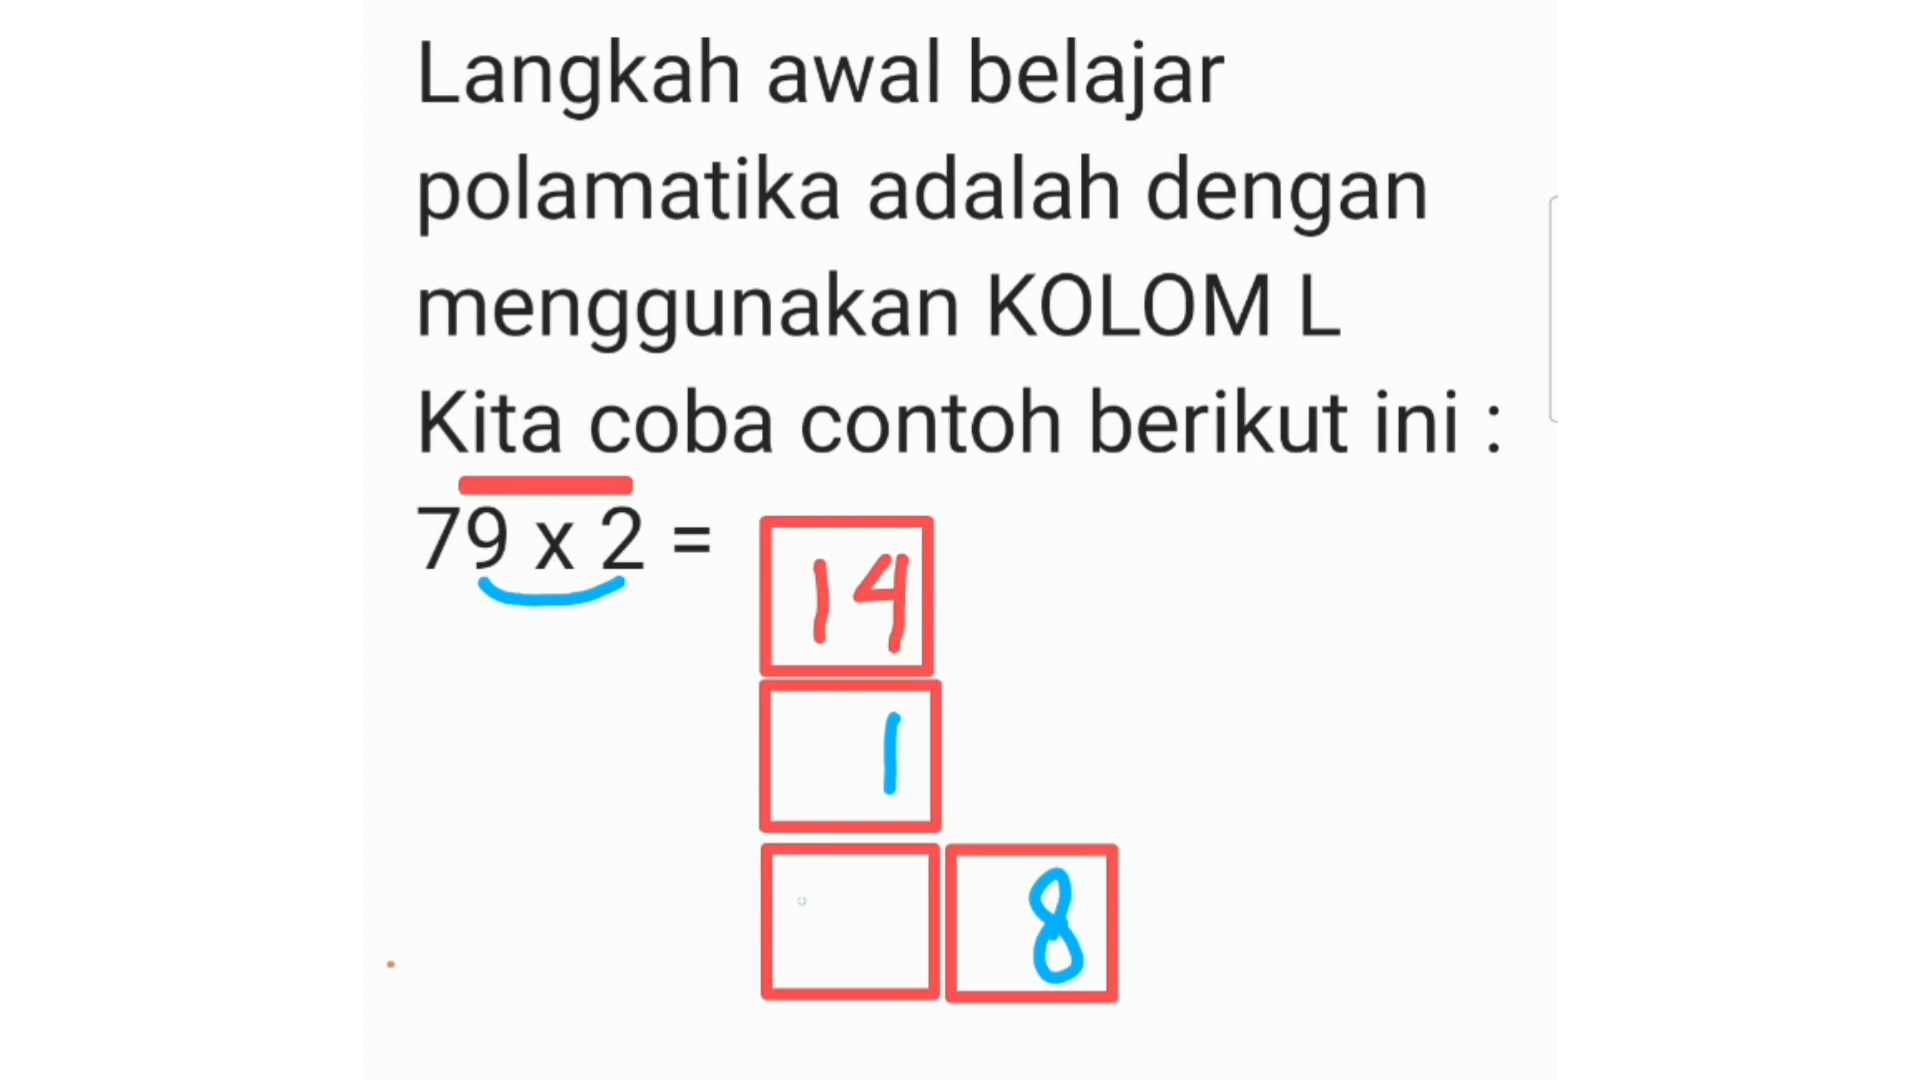 Langkah awal belajar
polamatika adalah dengan
menggunakan KOLOM L
Kita coba contoh berikut ini :
79 x 2 =
14
1
8